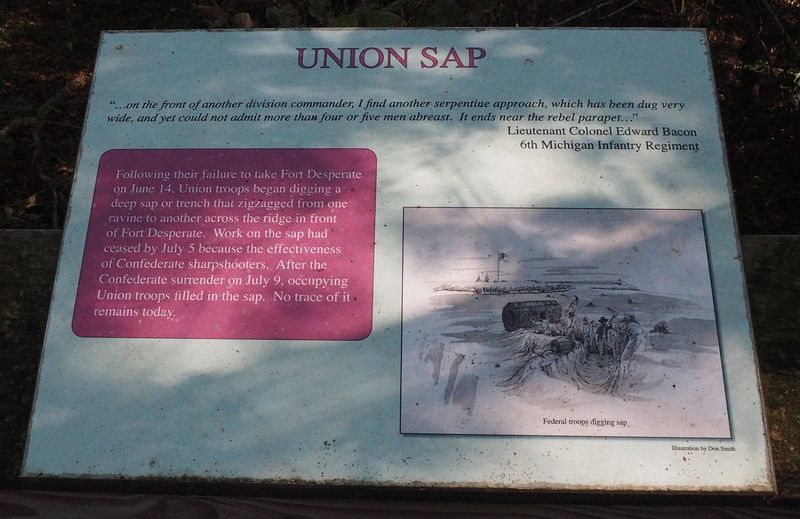 UNION SAP
“…on the front of another division commander, I find another serpentine approach, which has been dug very
wide, and yet could not admit more than four or five men abreast.  It ends near the rebel parapet…”
Lieutenant Colonel Edward Bacon
6th Michigan Infantry Regiment
Following their failure to take Fort Desperate
on June 14, Union troops began digging a
deep sap or trench that zigzagged from one
ravine to another across the ridge in front
of Fort Desperate.  Work on the sap had
ceased by July 5 because the effectiveness
of Confederate sharpshooters.  After the
Confederate surrender on July 9, occupying
Union troops filled in the sap.  No trace of it
remains today.
Federal troops digging sap
Illustration by Don Smith